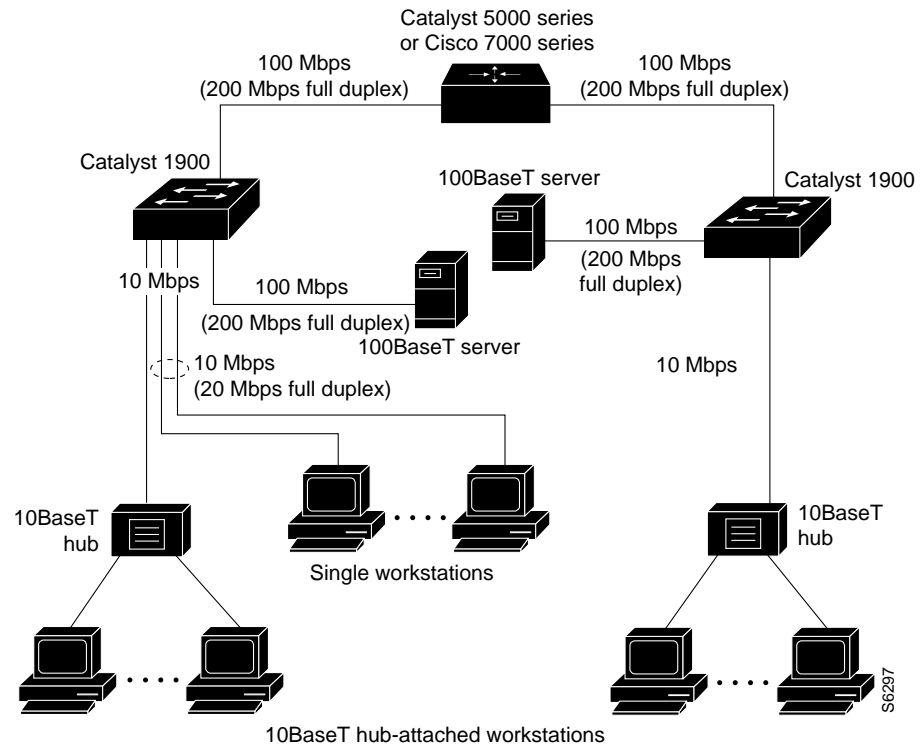 Catalyst 5000 series
or Cisco 7000 series
100 Mbps
(200 Mbps full duplex)
100 Mbps
(200 Mbps full duplex)
Catalyst 1900
100BaseT server
Catalyst 1900
100 Mbps
(200 Mbps
full duplex)
10 Mbps
100 Mbps
(200 Mbps full duplex)
100BaseT server
10 Mbps
(20 Mbps full duplex)
10 Mbps
10BaseT
hub
10BaseT
hub
Single workstations
S6297
10BaseT hub-attached workstations